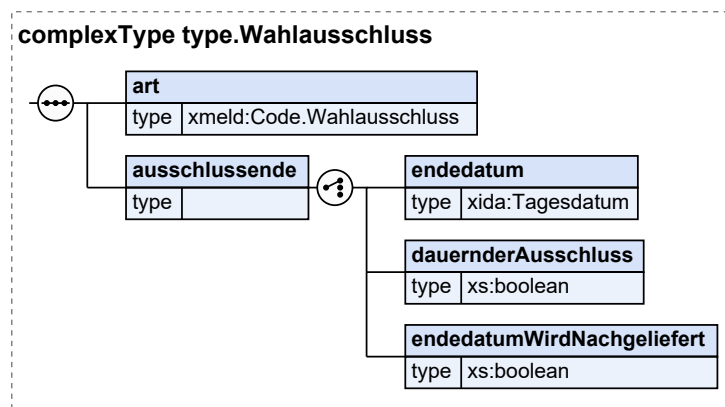 complexType type.Wahlausschluss
art
type xmeld:Code.Wahlausschluss
ausschlussende
type
endedatum
type xida:Tagesdatum
dauernderAusschluss
type xs:boolean
endedatumWirdNachgeliefert
type xs:boolean